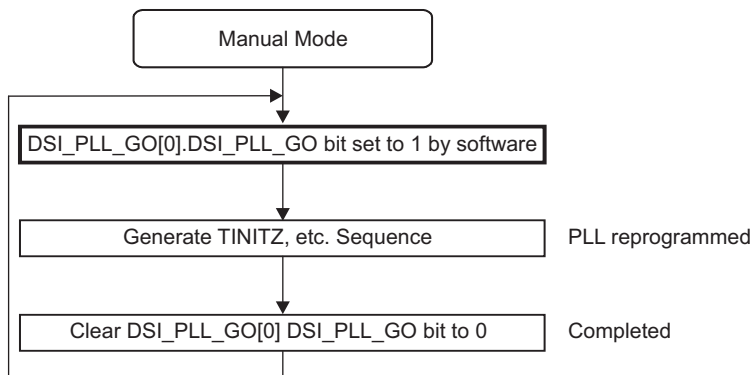 Manual Mode
DSI_PLL_GO[0].DSI_PLL_GO bit set to 1 by software
Generate TINITZ, etc. Sequence
PLL reprogrammed
Clear DSI_PLL_GO[0] DSI_PLL_GO bit to 0
Completed